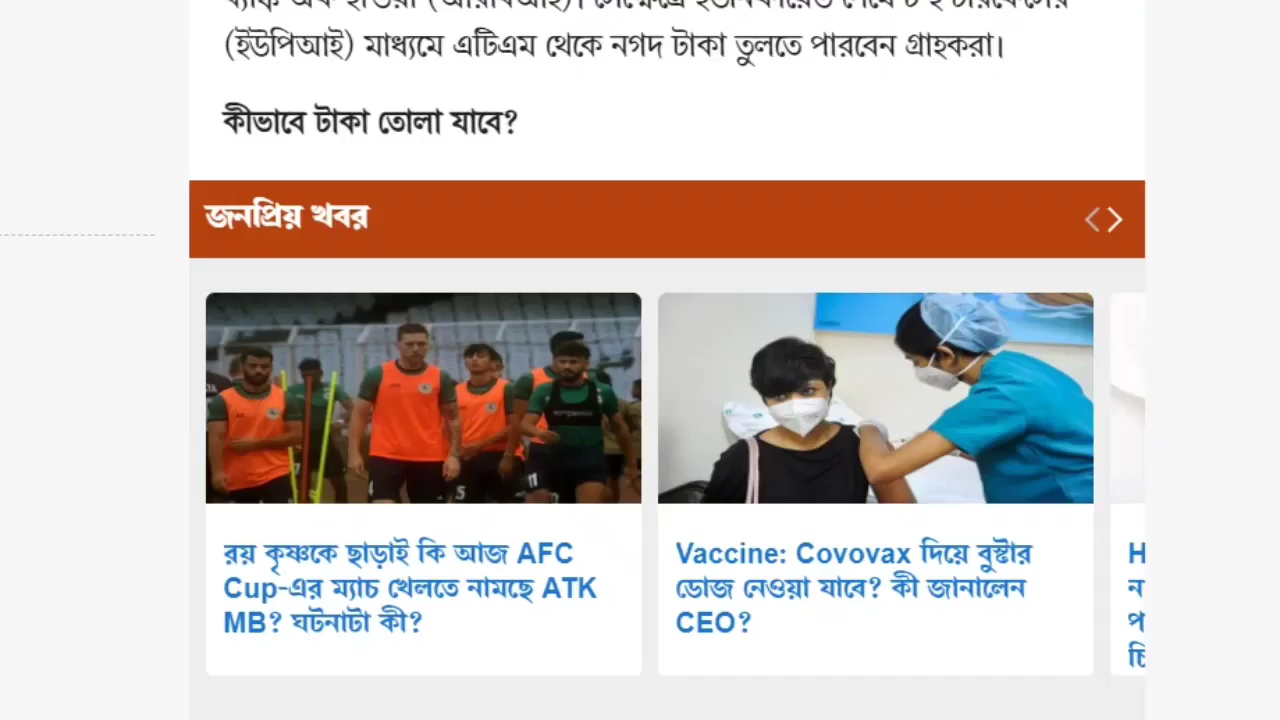 (ইউপিআই) মাধ্যমে এটিএম থেকে নগদ টাকা তুলতে পারবেন গ্রাহকরা।
কীভাবে টাকা তোলা যাবে?
জনপ্রিয় খবর
রয় কৃষ্ণকে ছাড়াই কি আজ AFC
Cup-এর ম্যাচ খেলতে নামছে ATK
MB? ঘটনাটা কী?
Vaccine: Covovax দিয়ে বুস্টার
ডোজ নেওয়া যাবে? কী জানালেন
CEO?